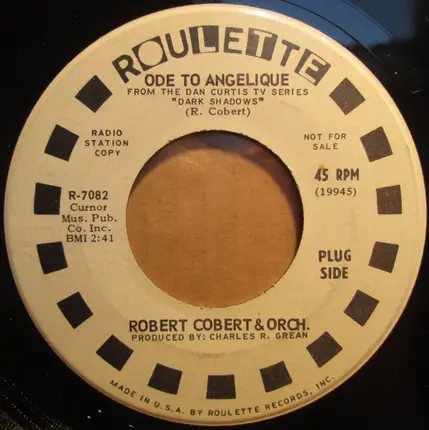 ROULETTE
ODE TO ANGELIQUE
FROM THE DAN CURTIS TV SERIES
"DARK SHADOWS"
(R. Cobert)
RADIO
STATION
COPY
NOT FOR
SALE
R-7082
Curnor
Mus. Pub.
Co. Inc.
BMI 2:41
45 RPM
(19945)
PLUG
SIDE
ROBERT COBERT & ORCH.
PRODUCED BY: CHARLES R. GREAN
MADE IN U.S.A. BY ROULETTE RECORDS, INC.